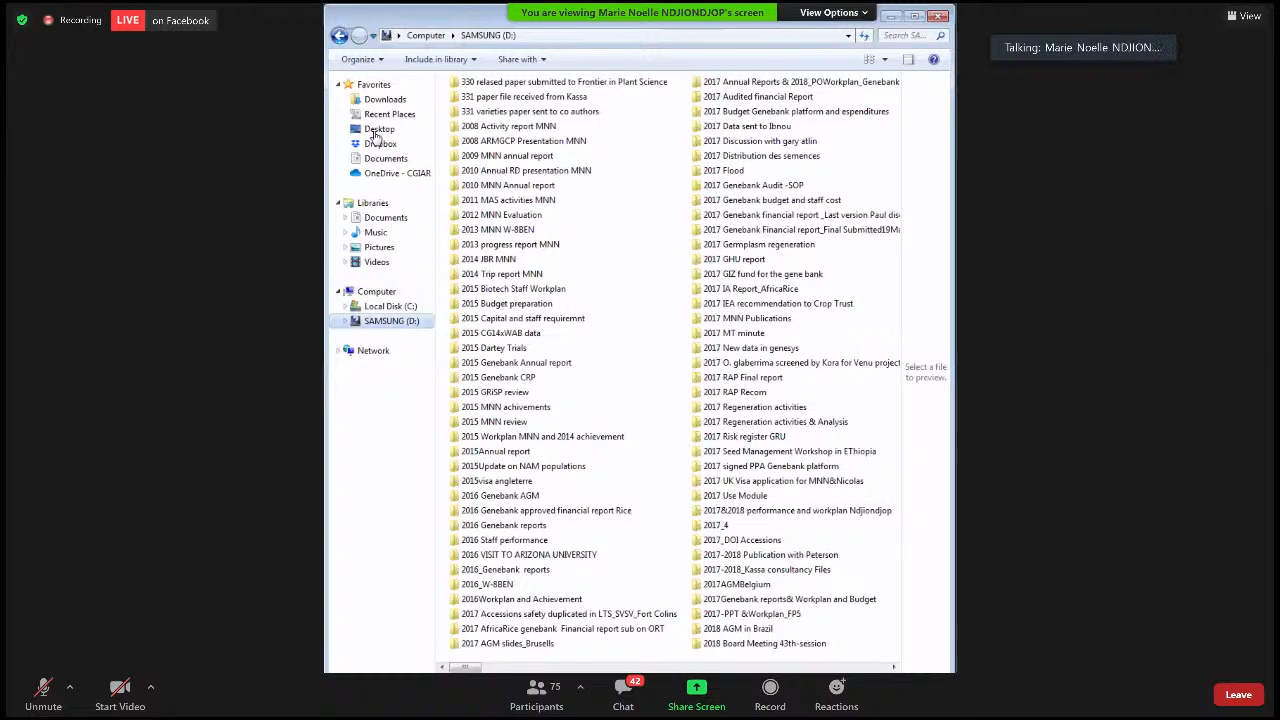 Recording
LIVE on Facebook
You are viewing Marie Noelle NDJIONDJOP's screen
View Options
View
Talking: Marie Noelle NDJION...
Computer SAMSUNG (D:)
Search SA...
Organize
Include in library
Share with
Favorites
Downloads
Recent Places
Desktop
Dropbox
Documents
OneDrive - CGIAR
Libraries
Documents
Music
Pictures
Videos
Computer
Local Disk (C:)
SAMSUNG (D:)
Network
330 relased paper submitted to Frontier in Plant Science
331 paper file received from Kassa
331 varieties paper sent to co authors
2008 Activity report MNN
2008 ARMGCP Presentation MNN
2009 MNN annual report
2010 Annual RD presentation MNN
2010 MNN Annual report
2011 MAS activities MNN
2012 MNN Evaluation
2013 MNN W-8BEN
2013 progress report MNN
2014 JBR MNN
2014 Trip report MNN
2015 Biotech Staff Workplan
2015 Budget preparation
2015 Capital and staff requiremnt
2015 CG14xWAB data
2015 Dartey Trials
2015 Genebank Annual report
2015 Genebank CRP
2015 GRiSP review
2015 MNN achivements
2015 MNN review
2015 Workplan MNN and 2014 achievement
2015Annual report
2015Update on NAM populations
2015visa angleterre
2016 Genebank AGM
2016 Genebank approved financial report Rice
2016 Genebank reports
2016 Staff performance
2016 VISIT TO ARIZONA UNIVERSITY
2016_Genebank  reports
2016_W-8BEN
2016Workplan and Achievement
2017 Accessions safety duplicated in LTS_SVSV_Fort Colins
2017 AfricaRice genebank  Financial report sub on ORT
2017 AGM slides_Brusells
2017 Annual Reports & 2018_POWorkplan_Genebank
2017 Audited financial Report
2017 Budget Genebank platform and espenditures
2017 Data sent to Ibnou
2017 Discussion with gary atlin
2017 Distribution des semences
2017 Flood
2017 Genebank Audit -SOP
2017 Genebank budget and staff cost
2017 Genebank financial report _Last version Paul dis
2017 Genebank Financial report_Final Submitted19Ma
2017 Germplasm regeneration
2017 GHU report
2017 GIZ fund for the gene bank
2017 IA Report_AfricaRice
2017 IEA recommendation to Crop Trust
2017 MNN Publications
2017 MT minute
2017 New data in genesys
2017 O. glaberrima screened by Kora for Venu project
2017 RAP Final report
2017 RAP Recom
2017 Regeneration activities
2017 Regeneration activities & Analysis
2017 Risk register GRU
2017 Seed Management Workshop in EThiopia
2017 signed PPA Genebank platform
2017 UK Visa application for MNN&Nicolas
2017 Use Module
2017&2018 performance and workplan Ndjiondjop
2017_4
2017_DOI Accessions
2017-2018 Publication with Peterson
2017-2018_Kassa consultancy Files
2017AGMBelgium
2017Genebank reports& Workplan and Budget
2017-PPT &Workplan_FP5
2018 AGM in Brazil
2018 Board Meeting 43th-session
Select a file
to preview.
Unmute
Start Video
75
Participants
42
Chat
Share Screen
Record
Reactions
Leave